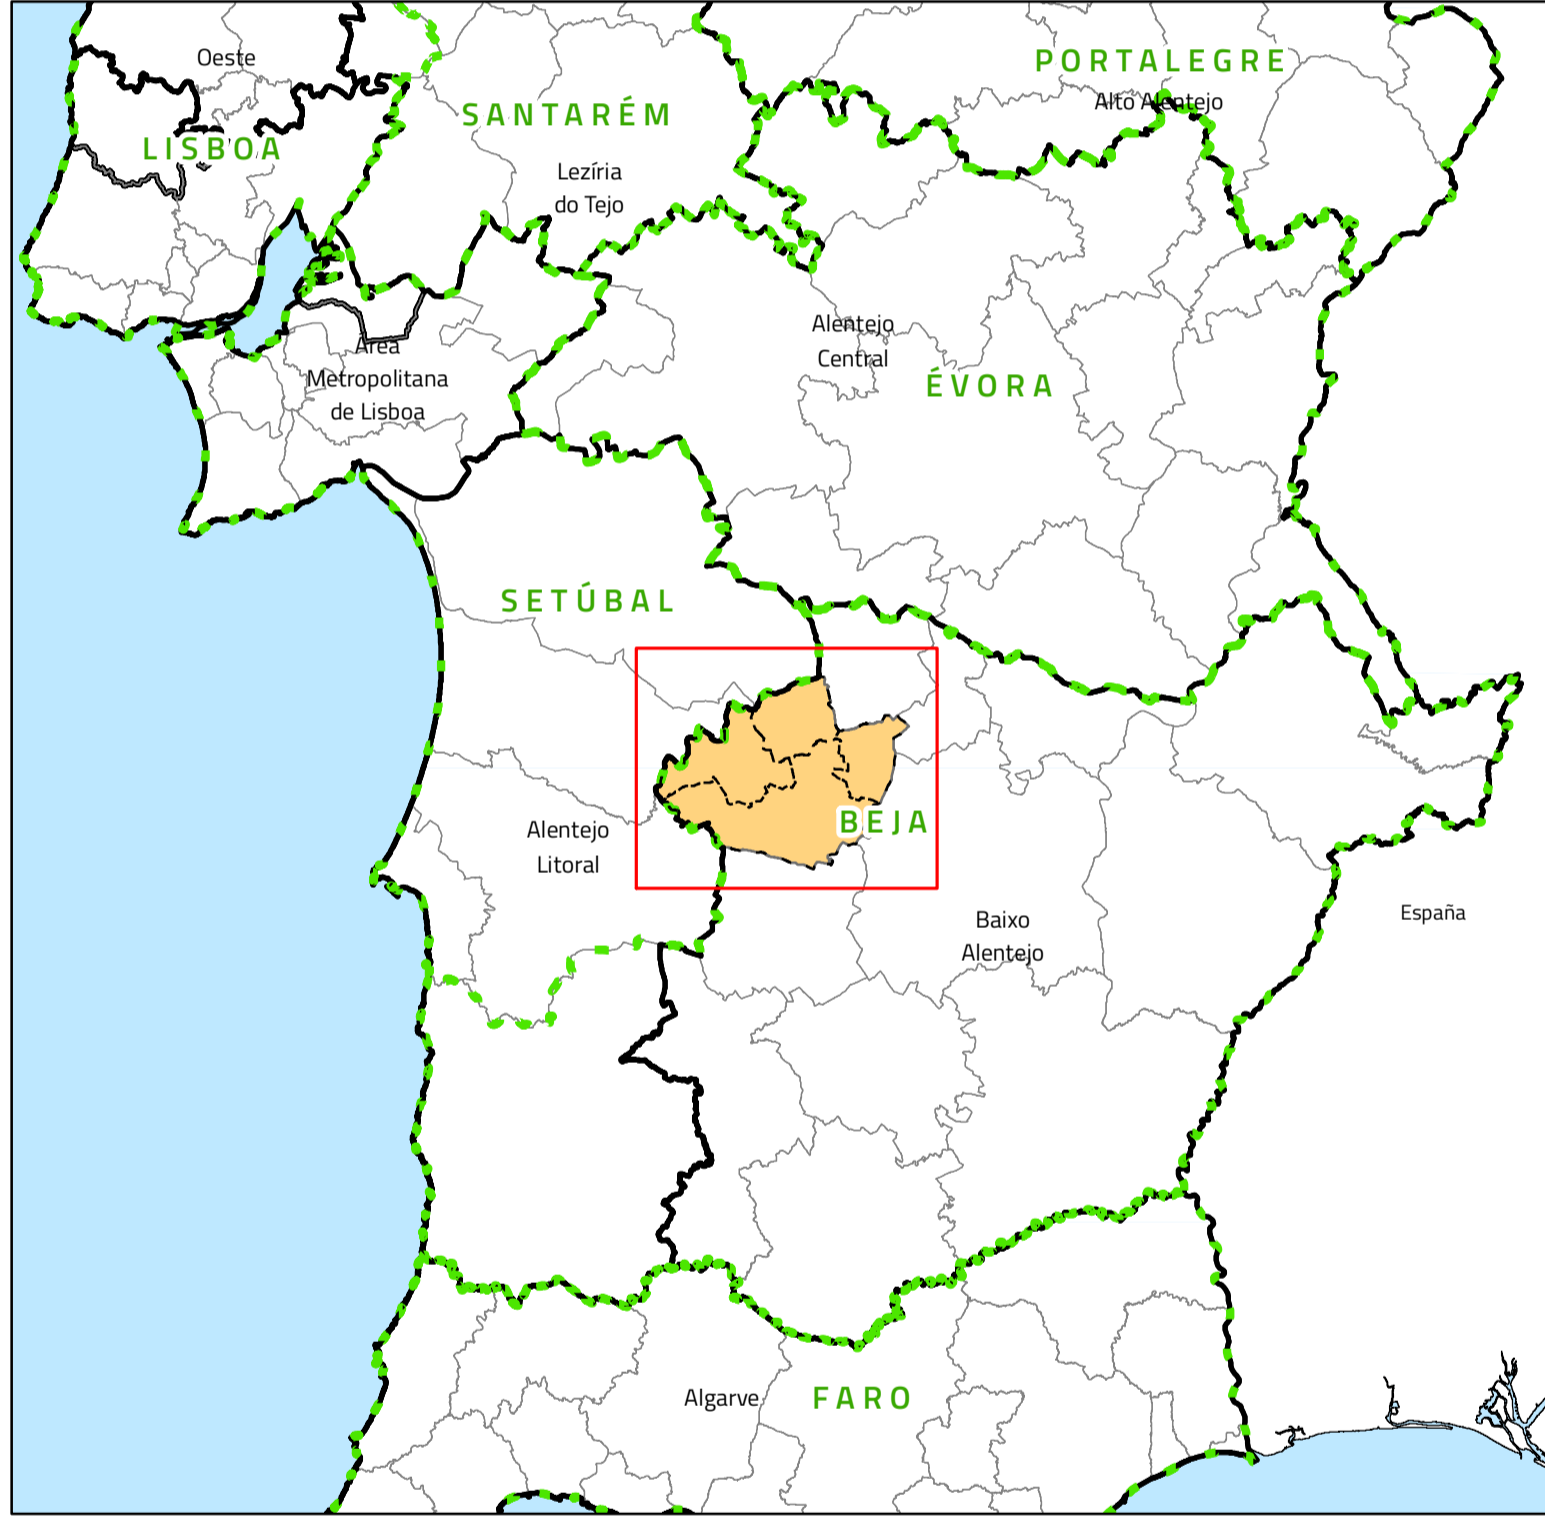 Oeste
PORTALEGRE
Alto Alentejo
SANTARÉM
LISBOA
Lezíria
do Tejo
Alentejo
Central
Área
Metropolitana
de Lisboa
ÉVORA
SETÚBAL
BEJA
Alentejo
Litoral
Baixo
Alentejo
España
Algarve
FARO